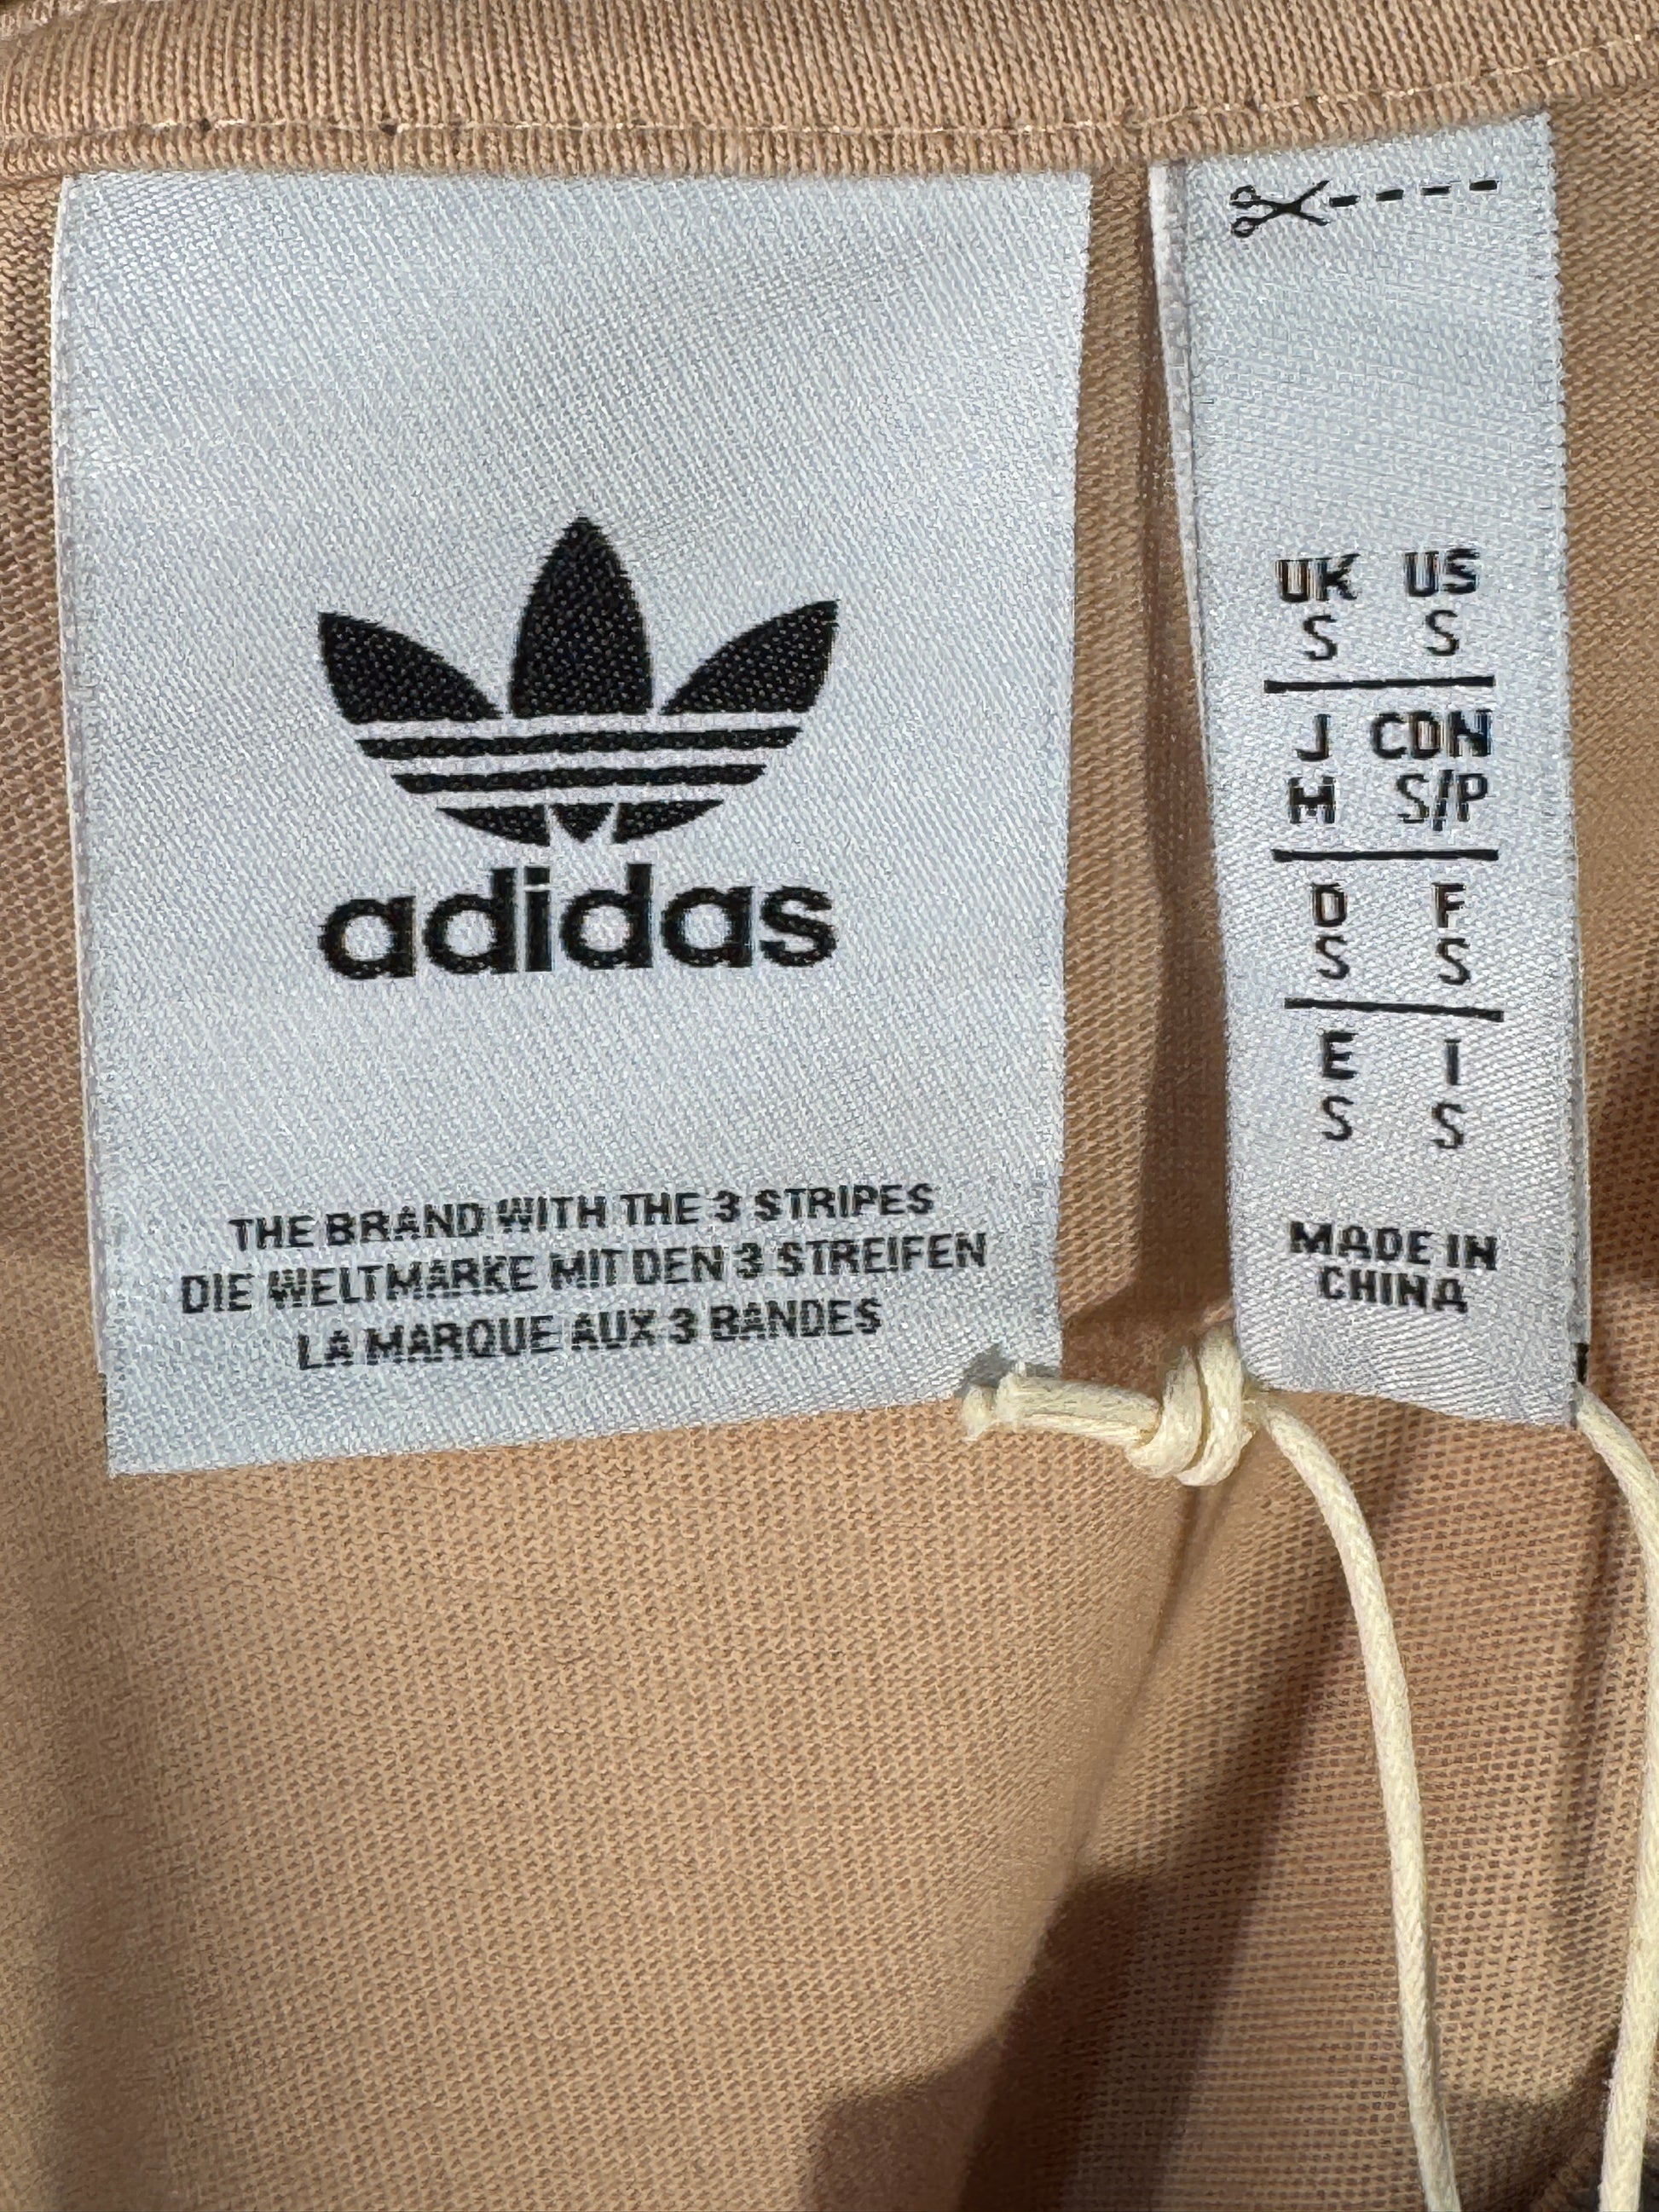 adidas
THE BRAND WITH THE 3 STRIPES
DIE WELTMARKE MIT DEN 3 STREIFEN
LA MARQUE AUX 3 BANDES
UK US
S S
J CDN
M S/P
D F
S S
E I
S S
MADE IN
CHINA